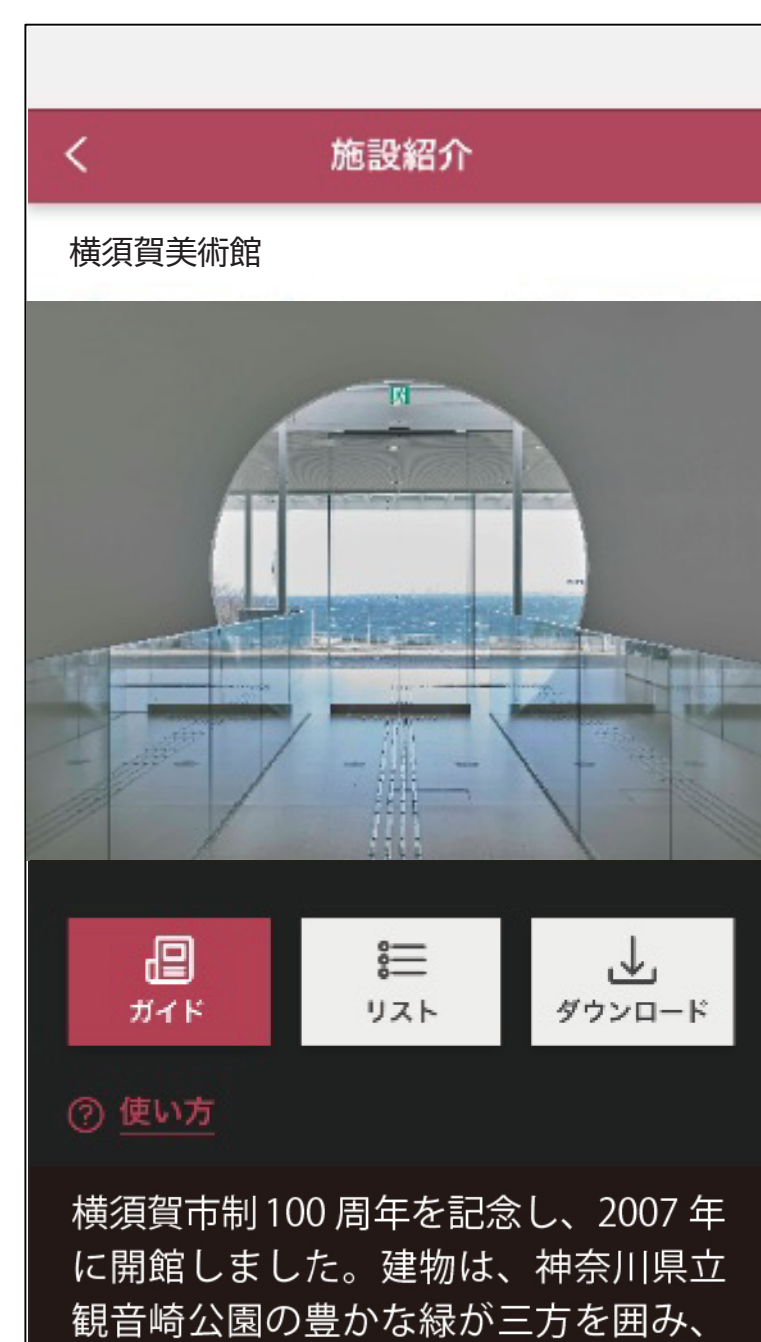 施設紹介
横須賀美術館
ガイド
リスト
ダウンロード
使い方
横須賀市制100周年を記念し、2007年
に開館しました。建物は、神奈川県立
観音崎公園の豊かな緑が三方を囲み、